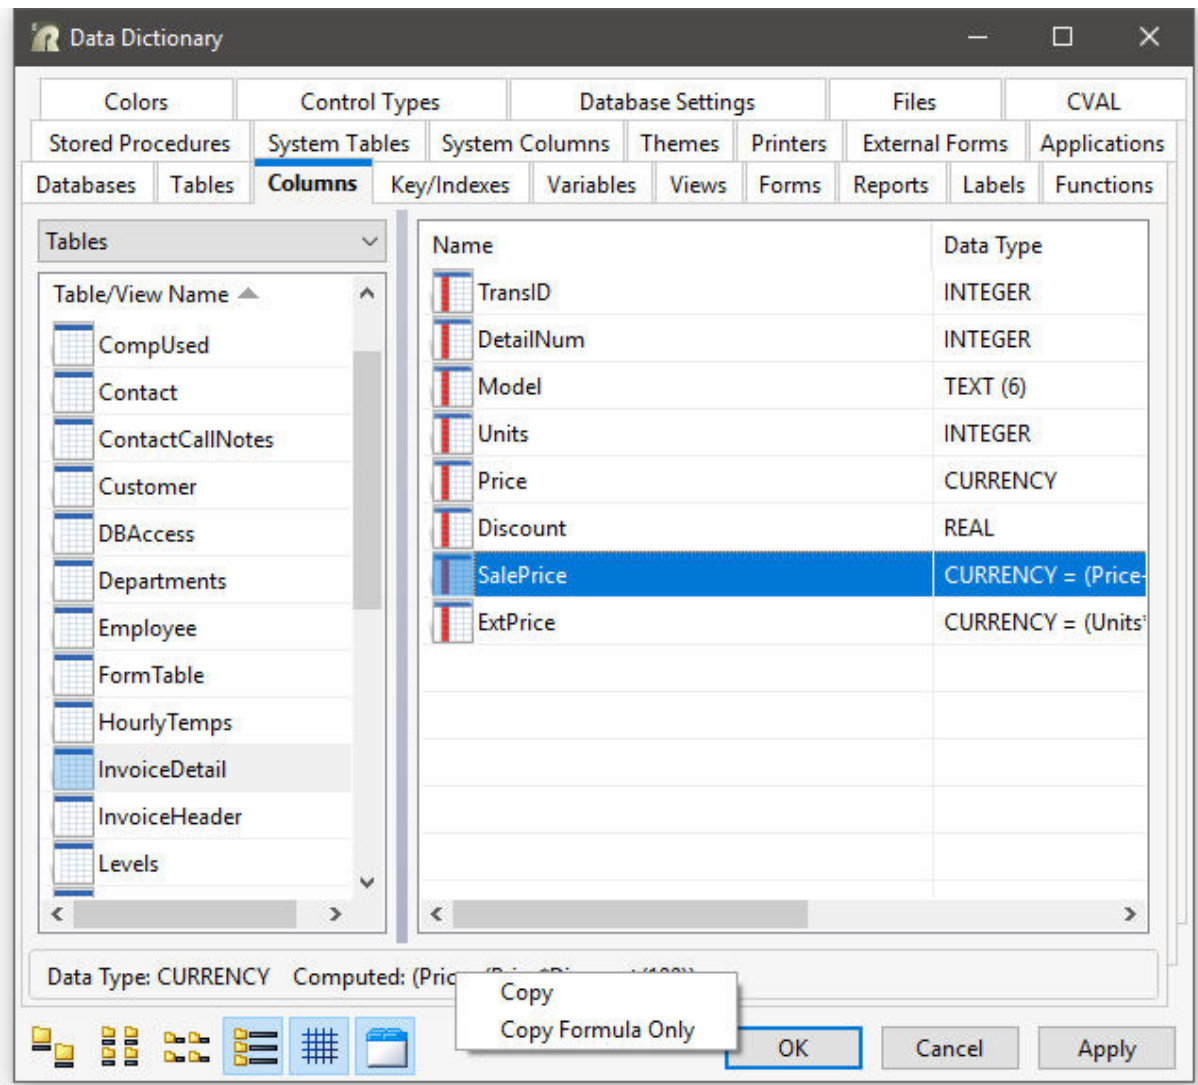 Data Dictionary
Colors Control Types Database Settings Files CVAL
Stored Procedures System Tables System Columns Themes Printers External Forms Applications
Databases Tables Columns Key/Indexes Variables Views Forms Reports Labels Functions
Tables
Table/View Name
CompUsed
Contact
ContactCallNotes
Customer
DBAccess
Departments
Employee
FormTable
HourlyTemps
InvoiceDetail
InvoiceHeader
Levels
Name Data Type
TransID INTEGER
DetailNum INTEGER
Model TEXT (6)
Units INTEGER
Price CURRENCY
Discount REAL
SalePrice CURRENCY = (Price-
ExtPrice CURRENCY = (Units*
Data Type: CURRENCY Computed:
Copy
Copy Formula Only
OK Cancel Apply